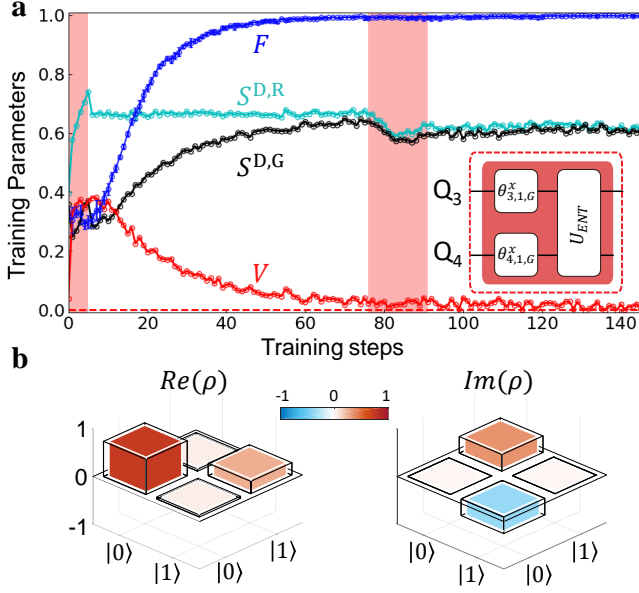 a
Training Parameters
1.0
0.8
0.6
0.4
0.2
0.0
F
S^{D,R}
S^{D,G}
V
Q_3
θ^x_{3,1,G}
Q_4
θ^x_{4,1,G}
U_{ENT}
0 20 40 60 80 100 120 140
Training steps
b
Re(ρ)
Im(ρ)
-1 0 1
1
0
-1
|0⟩ |1⟩ |0⟩ |1⟩
|0⟩ |1⟩ |0⟩ |1⟩